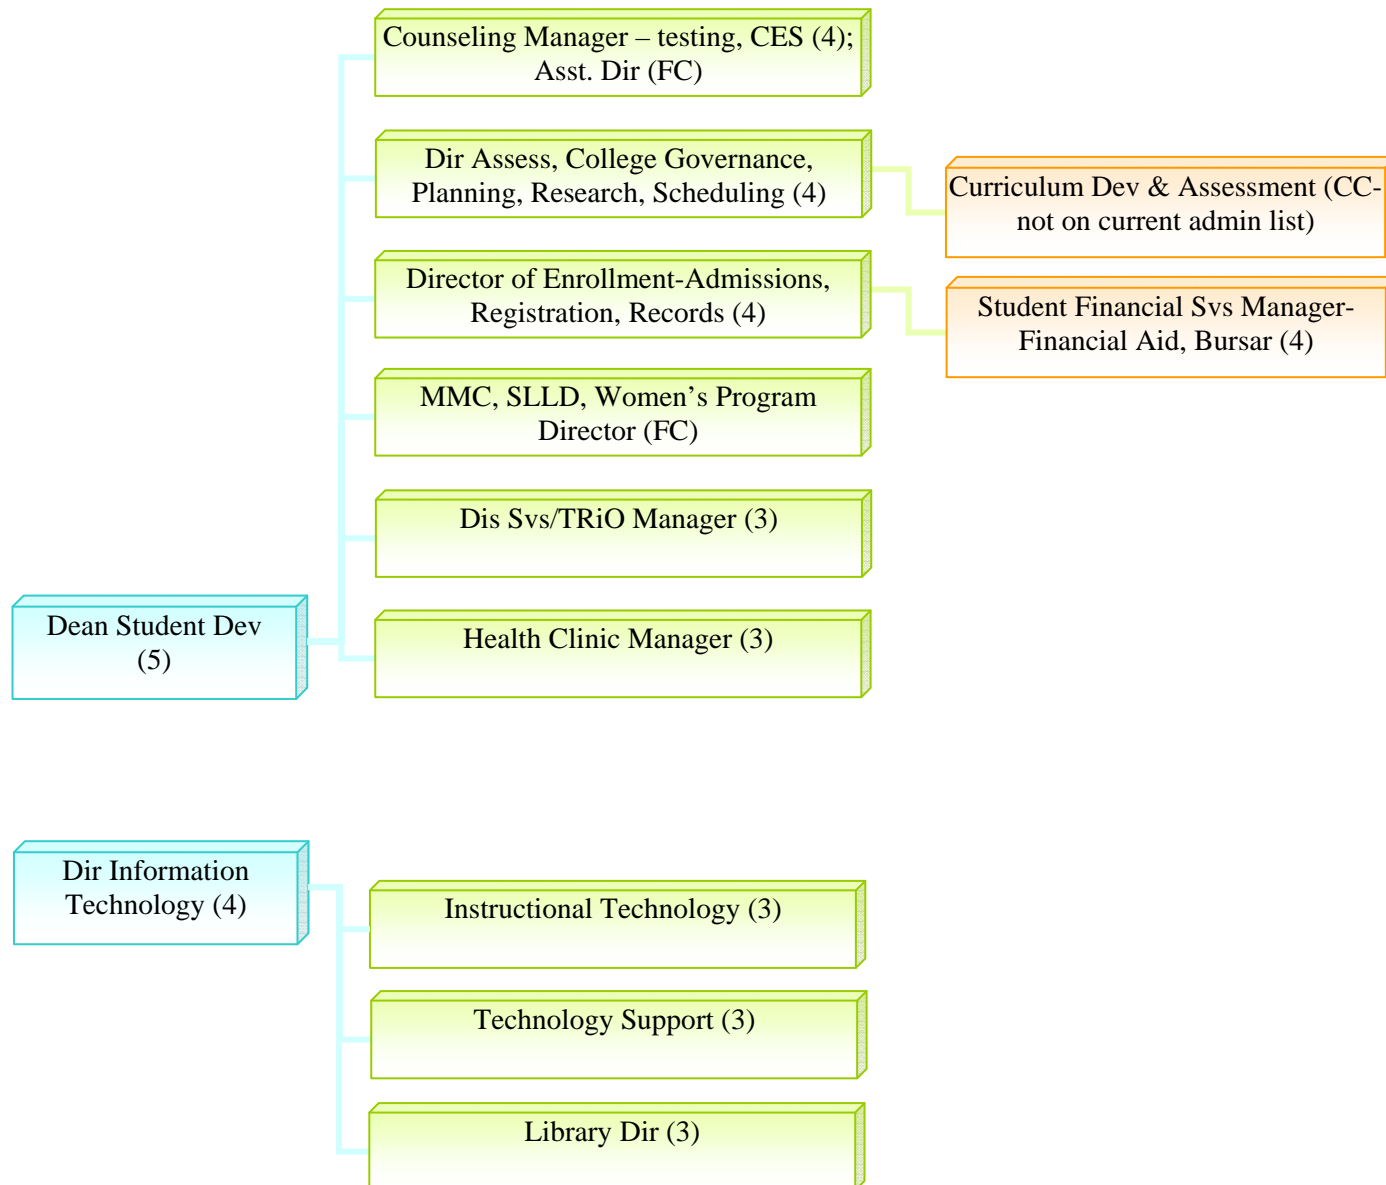 Counseling Manager – testing, CES (4);
Asst. Dir (FC)
Dir Assess, College Governance,
Planning, Research, Scheduling (4)
Curriculum Dev & Assessment (CC-
not on current admin list)
Director of Enrollment-Admissions,
Registration, Records (4)
Student Financial Svs Manager-
Financial Aid, Bursar (4)
MMC, SLLD, Women’s Program
Director (FC)
Dis Svs/TRiO Manager (3)
Dean Student Dev
(5)
Health Clinic Manager (3)
Dir Information
Technology (4)
Instructional Technology (3)
Technology Support (3)
Library Dir (3)